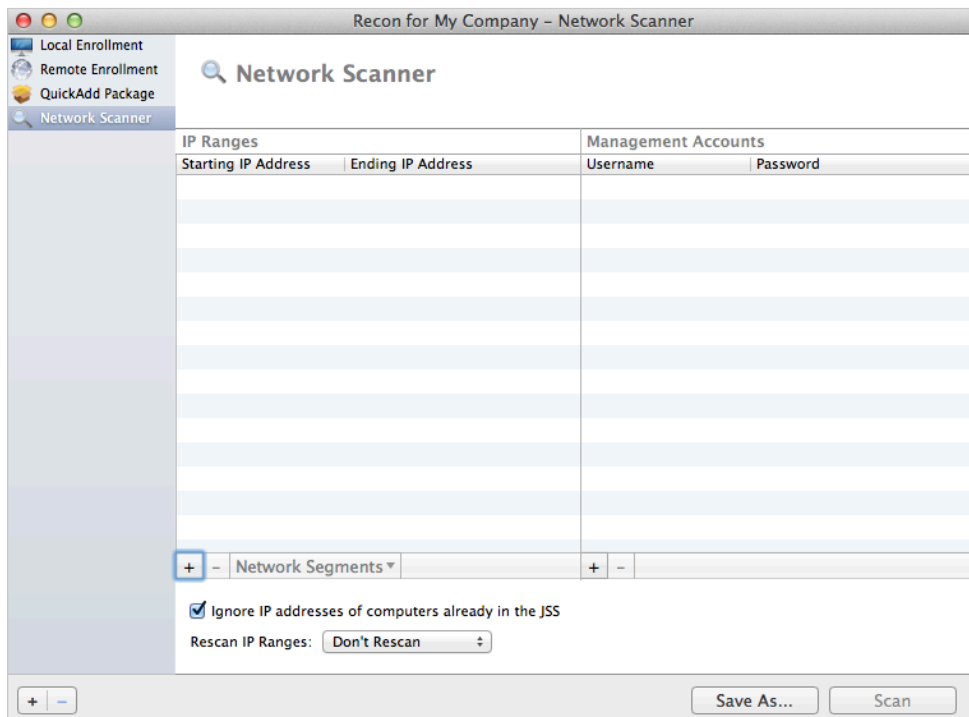 Recon for My Company – Network Scanner
Local Enrollment
Remote Enrollment
QuickAdd Package
Network Scanner
Network Scanner
IP Ranges
Management Accounts
Starting IP Address Ending IP Address
Username Password
+ – Network Segments
+ –
Ignore IP addresses of computers already in the JSS
Rescan IP Ranges: Don't Rescan
+ – Save As... Scan